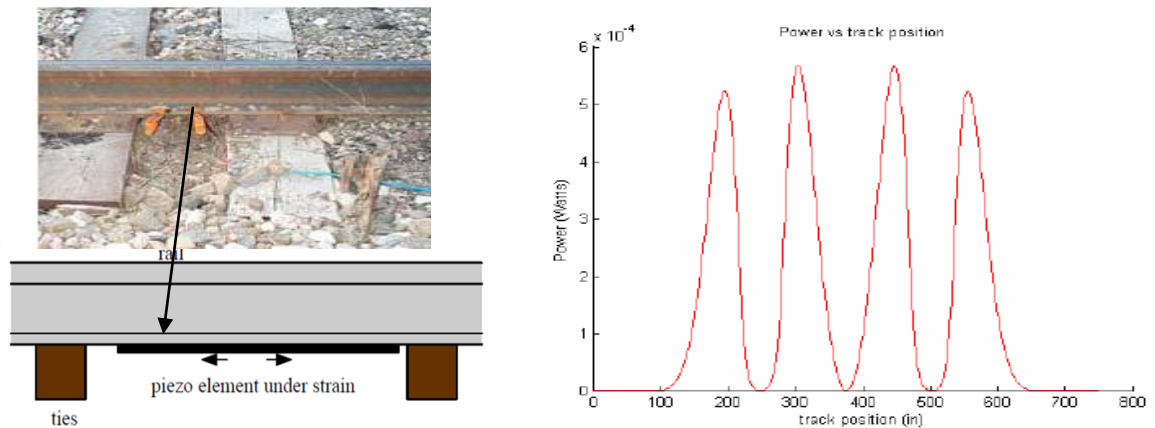 rail
piezo element under strain
ties
Power vs track position
x 10⁻⁴
6
5
4
3
2
1
0
Power (Watts)
0 100 200 300 400 500 600 700 800
track position (in)